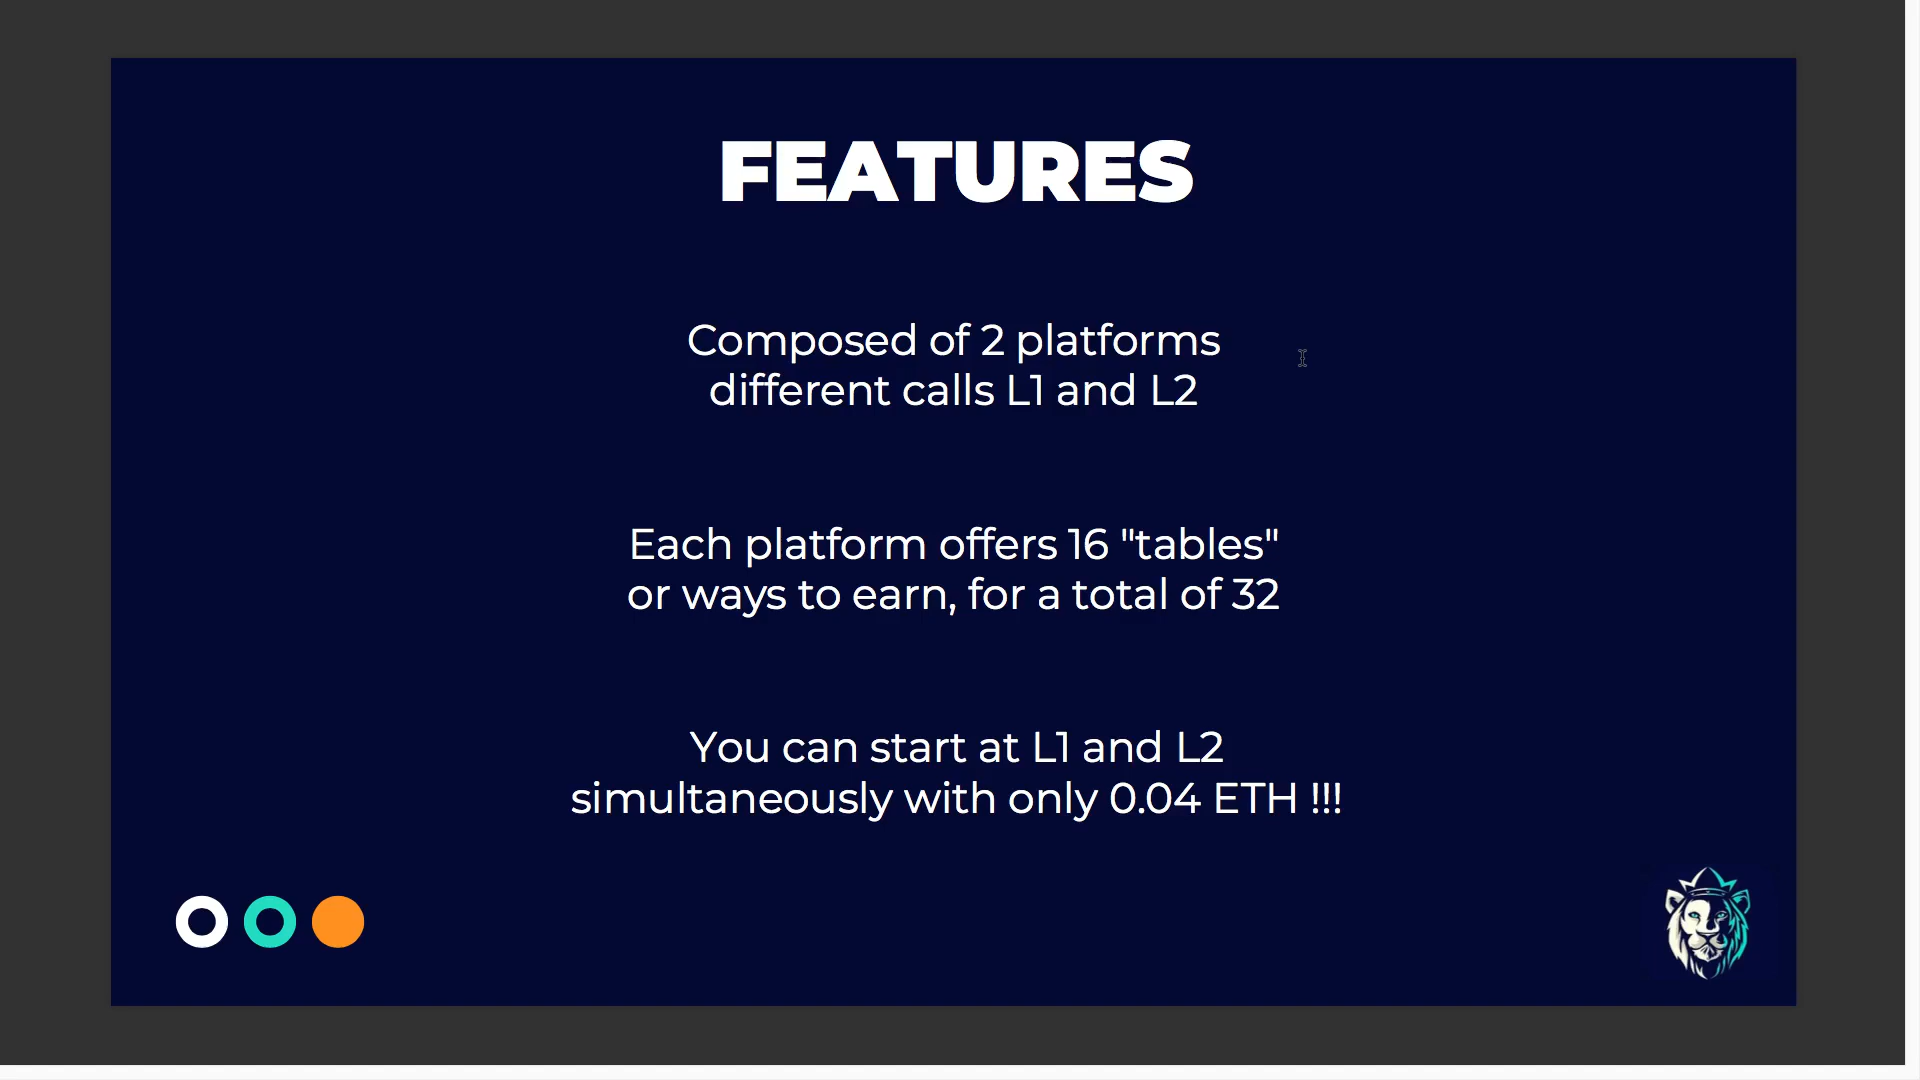 FEATURES
Composed of 2 platforms
different calls L1 and L2
Each platform offers 16 "tables"
or ways to earn, for a total of 32
You can start at L1 and L2
simultaneously with only 0.04 ETH !!!